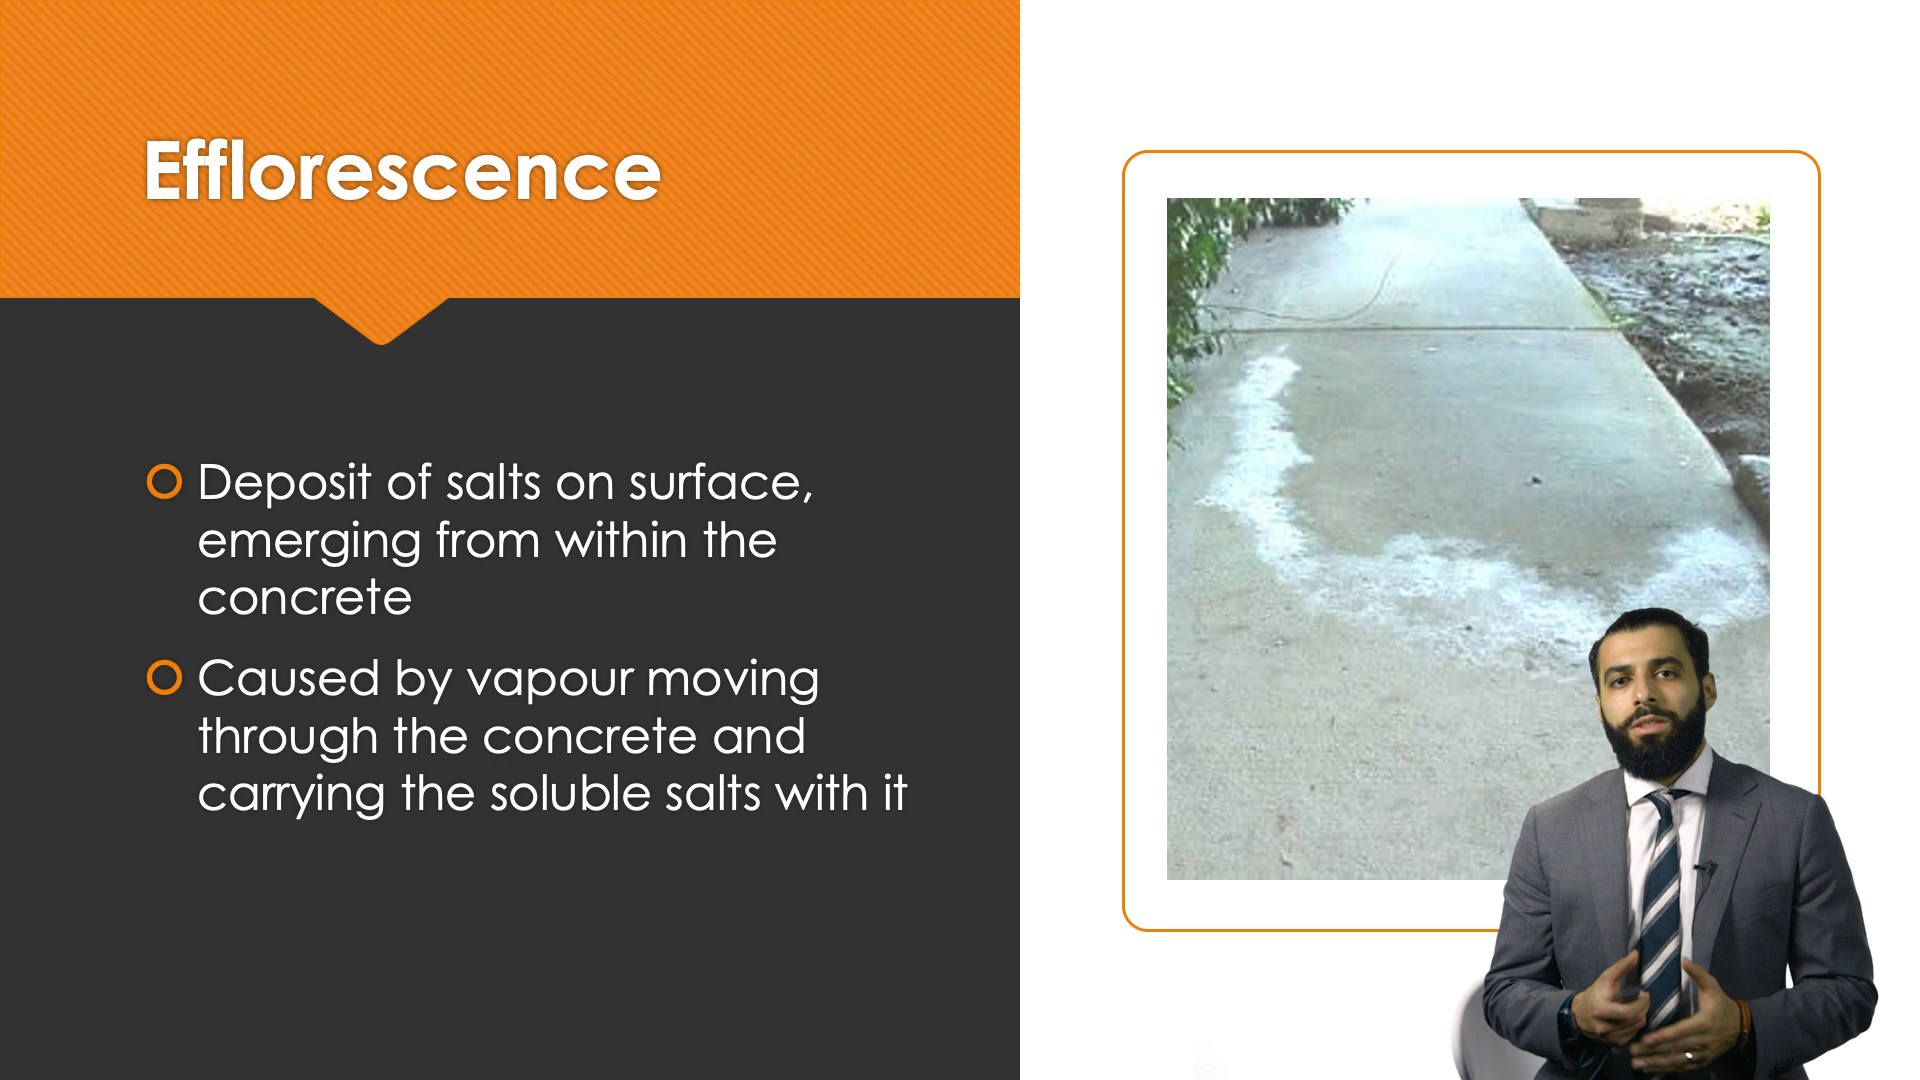 Efflorescence
Deposit of salts on surface,
emerging from within the
concrete
Caused by vapour moving
through the concrete and
carrying the soluble salts with it